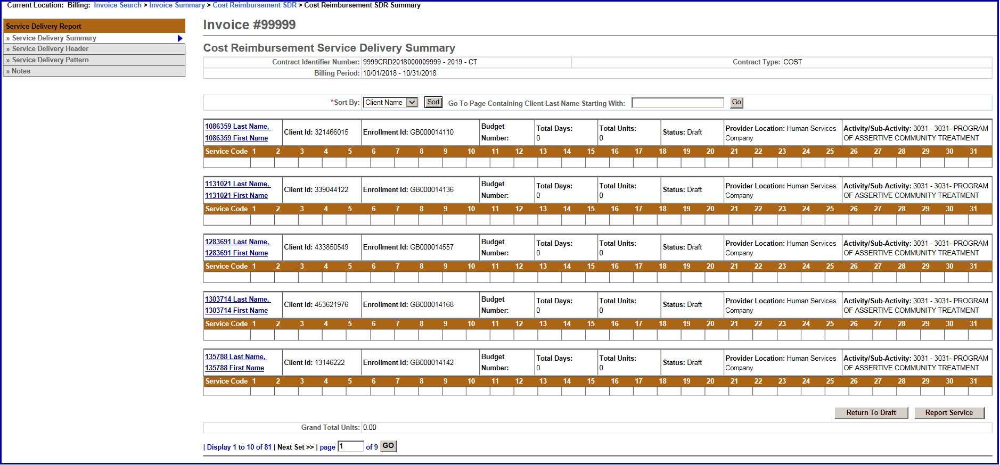 Current Location: Billing: Invoice Search > Invoice Summary > Cost Reimbursement SDR > Cost Reimbursement SDR Summary
Service Delivery Report
» Service Delivery Summary
» Service Delivery Header
» Service Delivery Pattern
» Notes
Invoice #99999
Cost Reimbursement Service Delivery Summary
Contract Identifier Number: 9999CRD2018000009999 - 2019 - CT Contract Type: COST
Billing Period: 10/01/2018 - 10/31/2018
*Sort By: Client Name Sort Go To Page Containing Client Last Name Starting With: Go
1086359 Last Name, 1086359 First Name Client Id: 321466015 Enrollment Id: GB000014110 Budget Number: Total Days: 0 Total Units: 0 Status: Draft Provider Location: Human Services Company Activity/Sub-Activity: 3031 - 3031- PROGRAM OF ASSERTIVE COMMUNITY TREATMENT
Service Code 1 2 3 4 5 6 7 8 9 10 11 12 13 14 15 16 17 18 19 20 21 22 23 24 25 26 27 28 29 30 31
1131021 Last Name, 1131021 First Name Client Id: 339044122 Enrollment Id: GB000014136 Budget Number: Total Days: 0 Total Units: 0 Status: Draft Provider Location: Human Services Company Activity/Sub-Activity: 3031 - 3031- PROGRAM OF ASSERTIVE COMMUNITY TREATMENT
Service Code 1 2 3 4 5 6 7 8 9 10 11 12 13 14 15 16 17 18 19 20 21 22 23 24 25 26 27 28 29 30 31
1283691 Last Name, 1283691 First Name Client Id: 433850549 Enrollment Id: GB000014557 Budget Number: Total Days: 0 Total Units: 0 Status: Draft Provider Location: Human Services Company Activity/Sub-Activity: 3031 - 3031- PROGRAM OF ASSERTIVE COMMUNITY TREATMENT
Service Code 1 2 3 4 5 6 7 8 9 10 11 12 13 14 15 16 17 18 19 20 21 22 23 24 25 26 27 28 29 30 31
1303714 Last Name, 1303714 First Name Client Id: 453621976 Enrollment Id: GB000014168 Budget Number: Total Days: 0 Total Units: 0 Status: Draft Provider Location: Human Services Company Activity/Sub-Activity: 3031 - 3031- PROGRAM OF ASSERTIVE COMMUNITY TREATMENT
Service Code 1 2 3 4 5 6 7 8 9 10 11 12 13 14 15 16 17 18 19 20 21 22 23 24 25 26 27 28 29 30 31
135788 Last Name, 135788 First Name Client Id: 13146222 Enrollment Id: GB000014142 Budget Number: Total Days: 0 Total Units: 0 Status: Draft Provider Location: Human Services Company Activity/Sub-Activity: 3031 - 3031- PROGRAM OF ASSERTIVE COMMUNITY TREATMENT
Service Code 1 2 3 4 5 6 7 8 9 10 11 12 13 14 15 16 17 18 19 20 21 22 23 24 25 26 27 28 29 30 31
Return To Draft Report Service
Grand Total Units: 0.00
| Display 1 to 10 of 81 | Next Set >> | page 1 of 9 GO